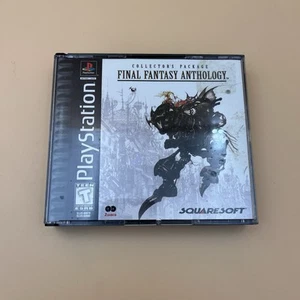 PlayStation
COLLECTOR'S PACKAGE
FINAL FANTASY ANTHOLOGY
SQUARESOFT